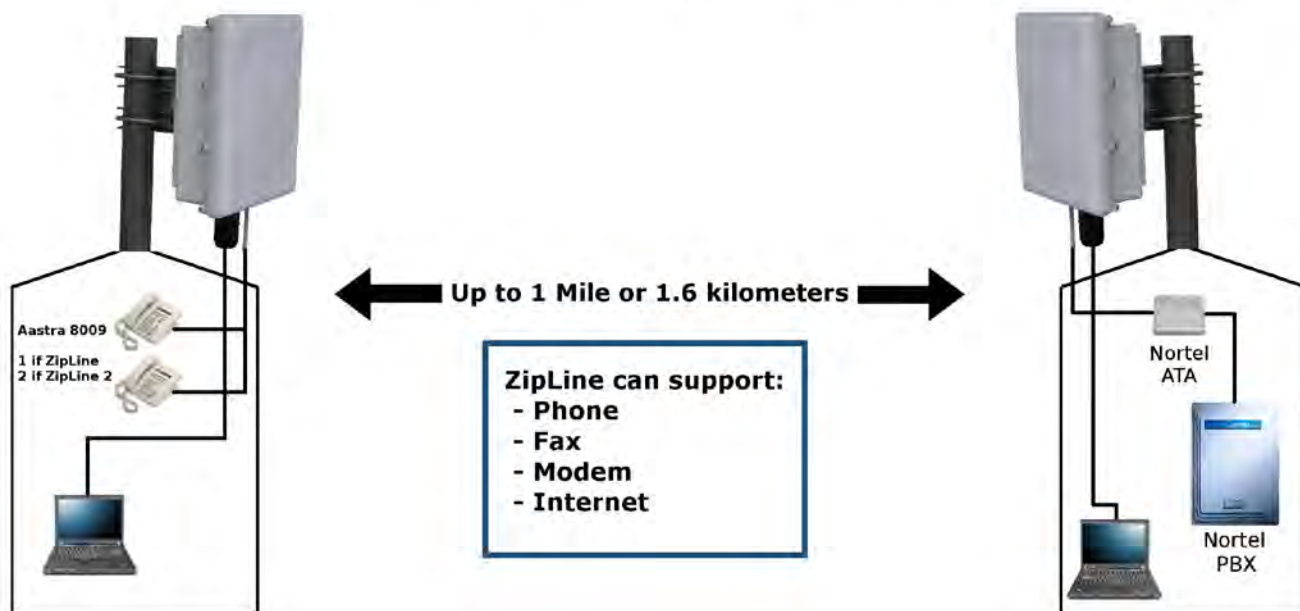 Up to 1 Mile or 1.6 kilometers
Aastra 8009
1 if ZipLine
2 if ZipLine 2
ZipLine can support:
- Phone
- Fax
- Modem
- Internet
Nortel
ATA
Nortel
PBX